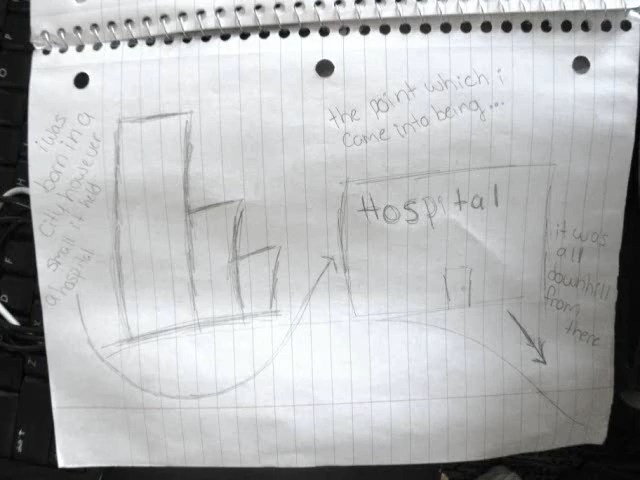 i was
born in a
city, however
small it held
a hospital
the point which i
came into being...
Hospital
it was
all
downhill
from
there